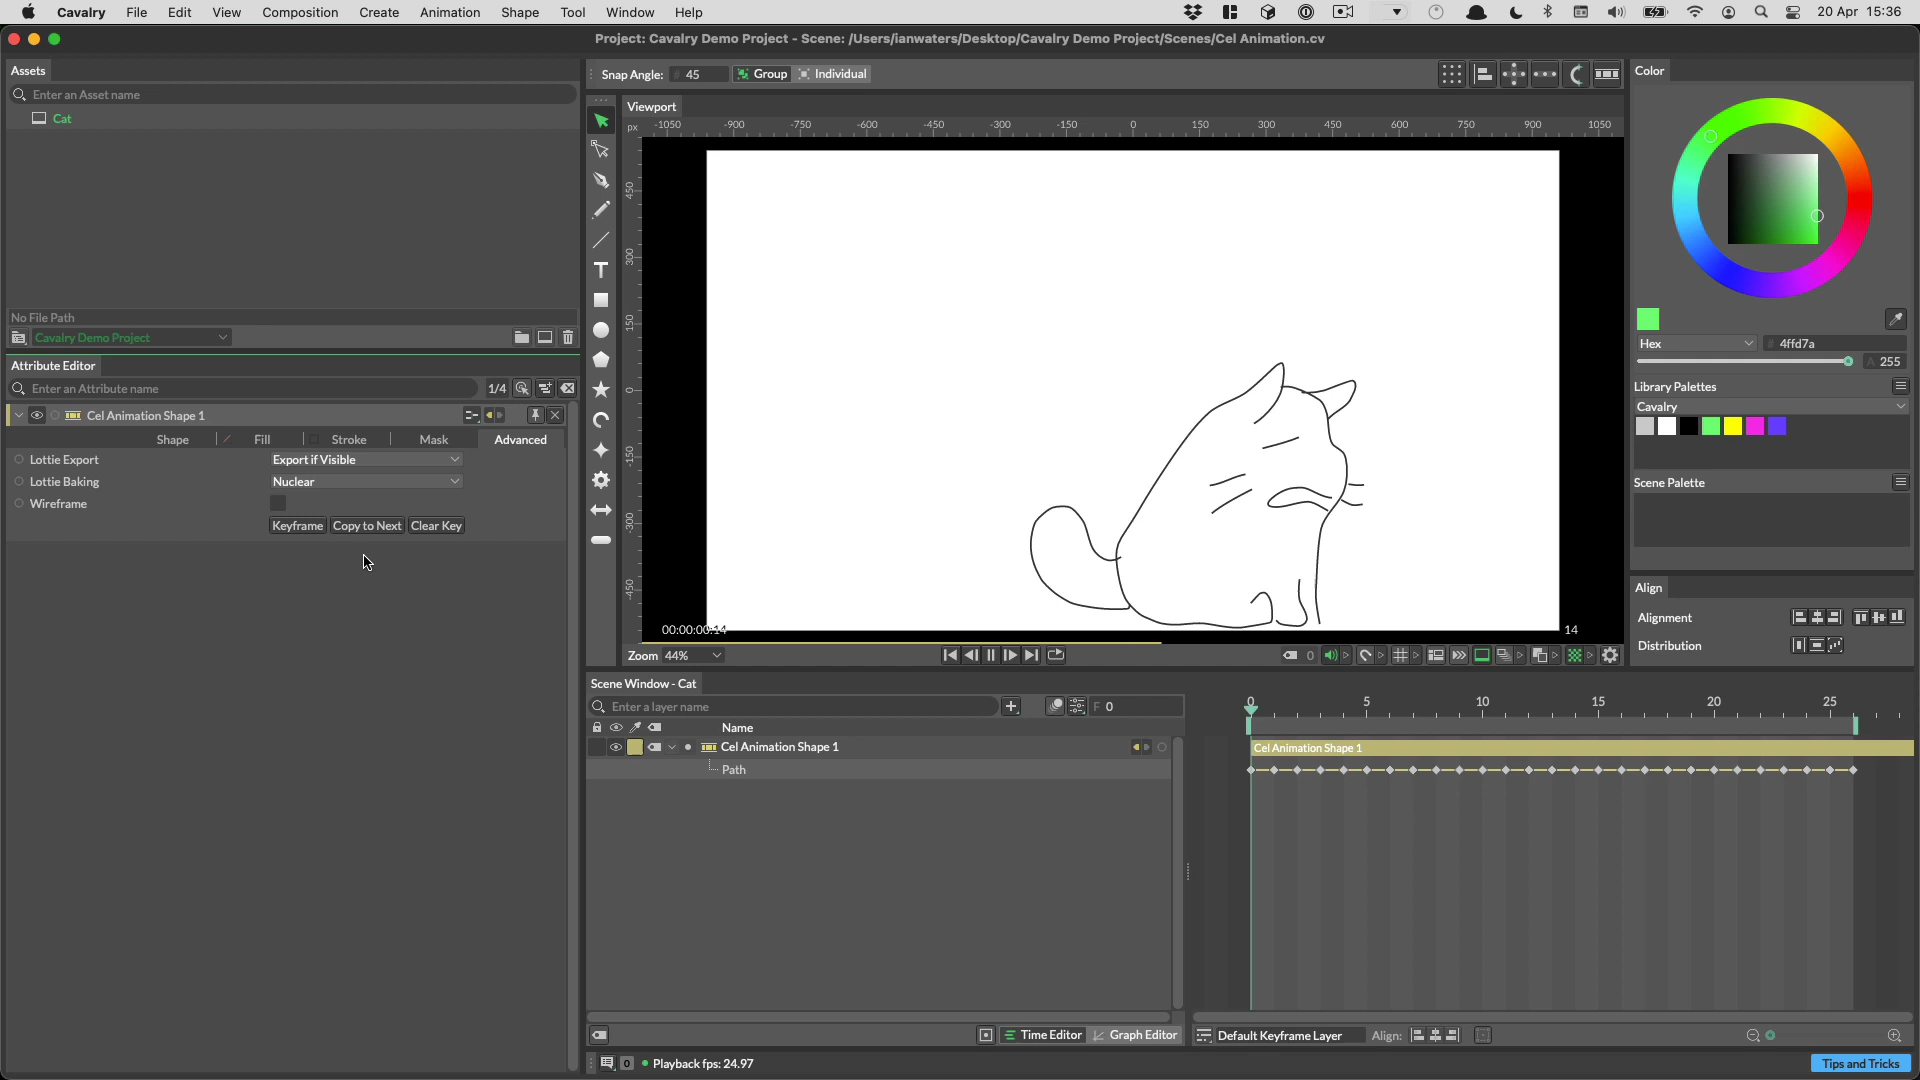 Cavalry File Edit View Composition Create Animation Shape Tool Window Help 20 Apr 15:36
Project: Cavalry Demo Project - Scene: /Users/ianwaters/Desktop/Cavalry Demo Project/Scenes/Cel Animation.cv
Assets
Enter an Asset name
Cat
No File Path
Cavalry Demo Project
Attribute Editor
Enter an Attribute name 1/4
Cel Animation Shape 1
Shape Fill Stroke Mask Advanced
Lottie Export Export if Visible
Lottie Baking Nuclear
Wireframe
Keyframe Copy to Next Clear Key
Snap Angle: 45 Group Individual
Viewport
px -1050 -900 -750 -600 -450 -300 -150 0 150 300 450 600 750 900 1050
450
300
150
0
-150
-300
-450
00:00:00:14 14
Zoom 44% 0
Scene Window - Cat
Enter a layer name F 0
Name
Cel Animation Shape 1
Path
0 5 10 15 20 25
Cel Animation Shape 1
Time Editor Graph Editor Default Keyframe Layer Align:
0 Playback fps: 24.97 Tips and Tricks
Color
Hex # 4ffd7a
A 255
Library Palettes
Cavalry
Scene Palette
Align
Alignment
Distribution